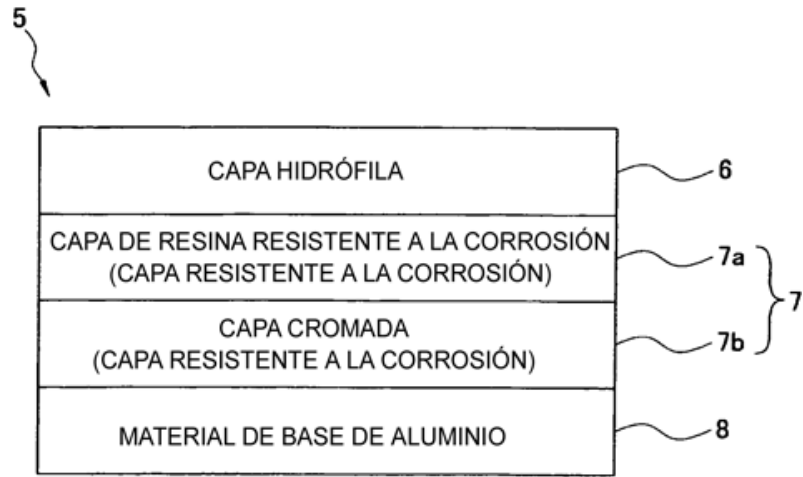 5
CAPA HIDRÓFILA
6
CAPA DE RESINA RESISTENTE A LA CORROSIÓN
(CAPA RESISTENTE A LA CORROSIÓN)
7a
7
CAPA CROMADA
(CAPA RESISTENTE A LA CORROSIÓN)
7b
MATERIAL DE BASE DE ALUMINIO
8